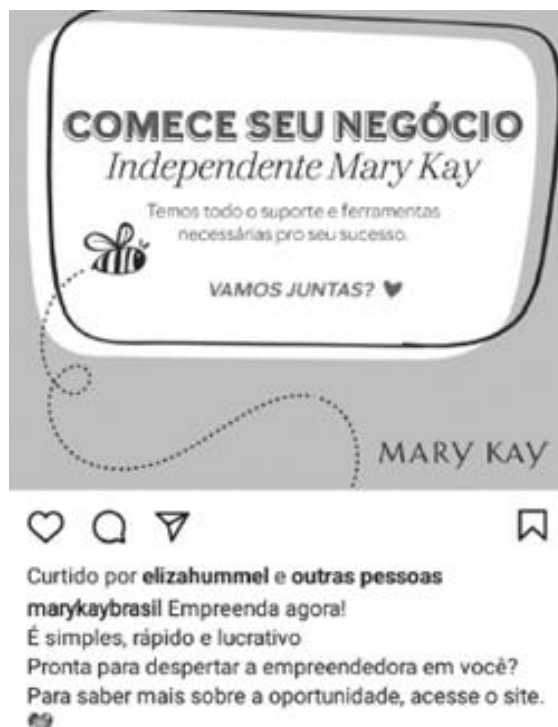 COMECE SEU NEGÓCIO
Independente Mary Kay
Temos todo o suporte e ferramentas
necessárias pro seu sucesso.
VAMOS JUNTAS?
MARY KAY
Curtido por elizahummel e outras pessoas
marykaybrasil Empreenda agora!
É simples, rápido e lucrativo
Pronta para despertar a empreendedora em você?
Para saber mais sobre a oportunidade, acesse o site.